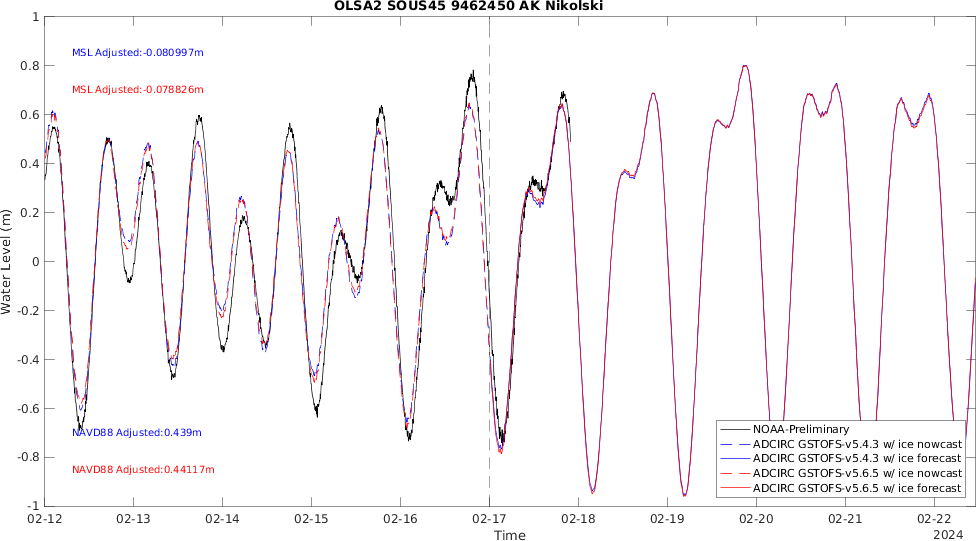 OLSA2 SOUS45 9462450 AK Nikolski
1
0.8
0.6
0.4
0.2
0
-0.2
-0.4
-0.6
-0.8
-1
Water Level (m)
MSL Adjusted:-0.080997m
MSL Adjusted:-0.078826m
NAVD88 Adjusted:0.439m
NAVD88 Adjusted:0.44117m
NOAA-Preliminary
ADCIRC GSTOFS-v5.4.3 w/ ice nowcast
ADCIRC GSTOFS-v5.4.3 w/ ice forecast
ADCIRC GSTOFS-v5.6.5 w/ ice nowcast
ADCIRC GSTOFS-v5.6.5 w/ ice forecast
02-12 02-13 02-14 02-15 02-16 02-17 02-18 02-19 02-20 02-21 02-22
Time
2024